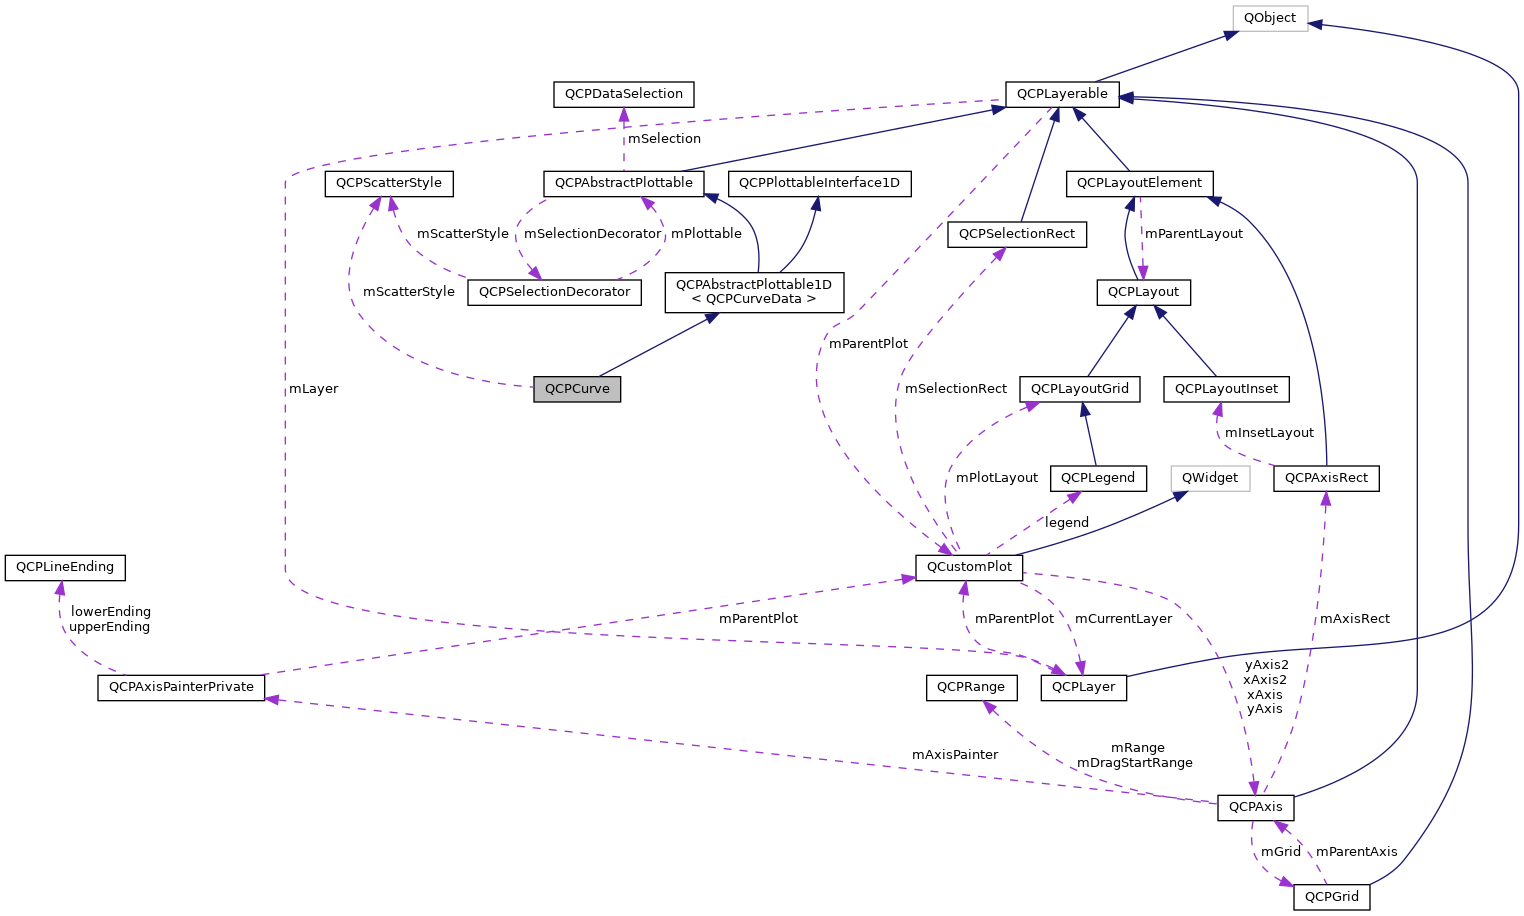 QObject
QCPDataSelection
QCPLayerable
mSelection
QCPScatterStyle
QCPAbstractPlottable
QCPPlottableInterface1D
QCPLayoutElement
mScatterStyle
mSelectionDecorator
mPlottable
QCPSelectionRect
mParentLayout
mScatterStyle
QCPSelectionDecorator
QCPAbstractPlottable1D
< QCPCurveData >
QCPLayout
mParentPlot
mLayer
QCPCurve
mSelectionRect
QCPLayoutGrid
QCPLayoutInset
mInsetLayout
mPlotLayout
QCPLegend
QWidget
QCPAxisRect
legend
QCPLineEnding
QCustomPlot
lowerEnding
upperEnding
mParentPlot
mParentPlot
mCurrentLayer
mAxisRect
yAxis2
xAxis2
xAxis
yAxis
QCPAxisPainterPrivate
QCPRange
QCPLayer
mAxisPainter
mRange
mDragStartRange
QCPAxis
mGrid
mParentAxis
QCPGrid